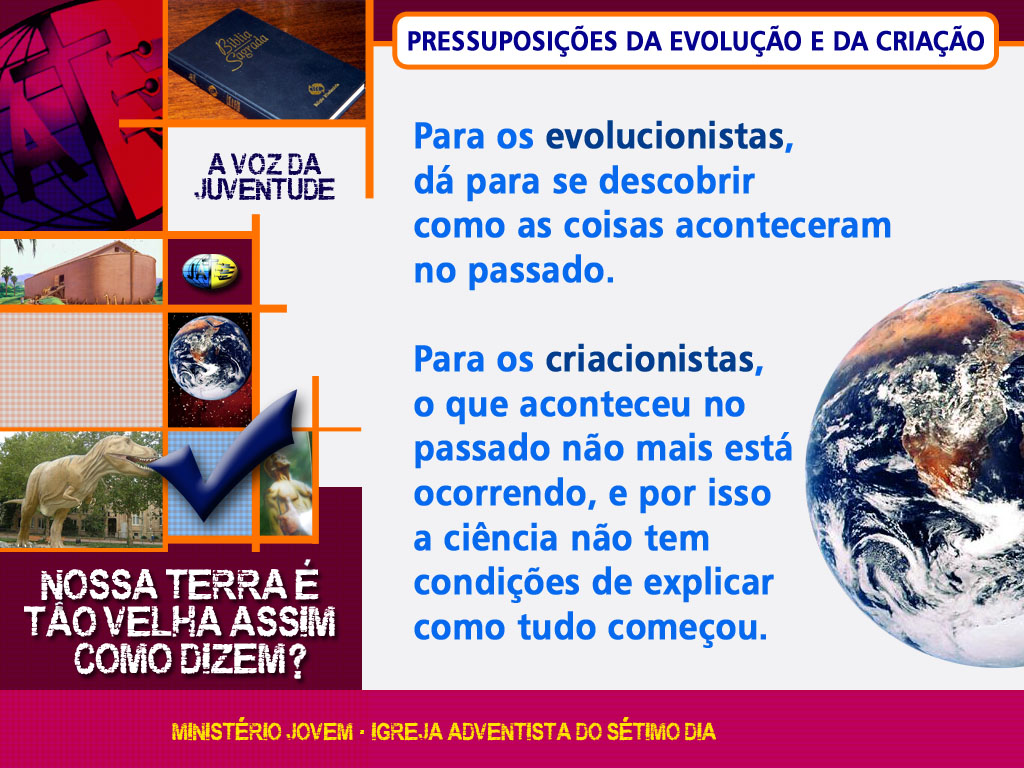 PRESSUPOSIÇÕES DA EVOLUÇÃO E DA CRIAÇÃO
Bíblia
Sagrada
A VOZ DA
JUVENTUDE
Para os evolucionistas,
dá para se descobrir
como as coisas aconteceram
no passado.
Para os criacionistas,
o que aconteceu no
passado não mais está
ocorrendo, e por isso
a ciência não tem
condições de explicar
como tudo começou.
NOSSA TERRA É
TÃO VELHA ASSIM
COMO DIZEM?
MINISTÉRIO JOVEM - IGREJA ADVENTISTA DO SÉTIMO DIA